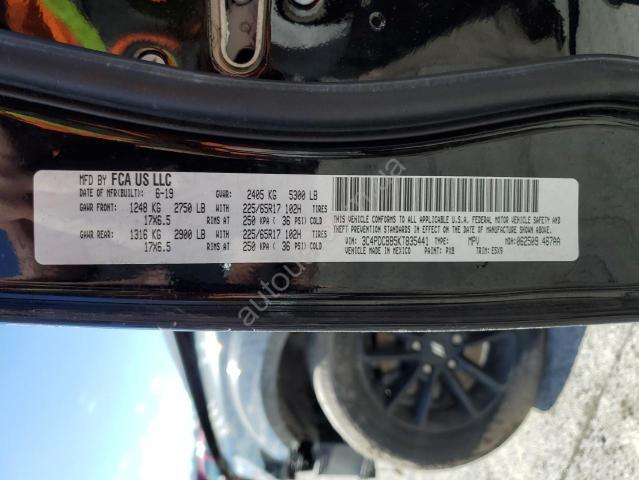 MFD BY FCA US LLC
DATE OF MFR(BUILT): 6-19 GVWR: 2405 KG 5300 LB
GAWR FRONT: 1248 KG 2750 LB WITH 225/65R17 102H TIRES
17X6.5 RIMS AT 250 KPA ( 36 PSI) COLD
GAWR REAR: 1316 KG 2900 LB WITH 225/65R17 102H TIRES
17X6.5 RIMS AT 250 KPA ( 36 PSI) COLD
THIS VEHICLE CONFORMS TO ALL APPLICABLE U.S.A. FEDERAL MOTOR VEHICLE SAFETY
AND THEFT PREVENTION STANDARDS IN EFFECT ON THE DATE OF MANUFACTURE SHOWN ABOVE.
VIN: 3C4PDCBB5KT835441 TYPE: MPV MDH:062509 467AA
VEHICLE MADE IN MEXICO PAINT: PXB TRIM: E5X9